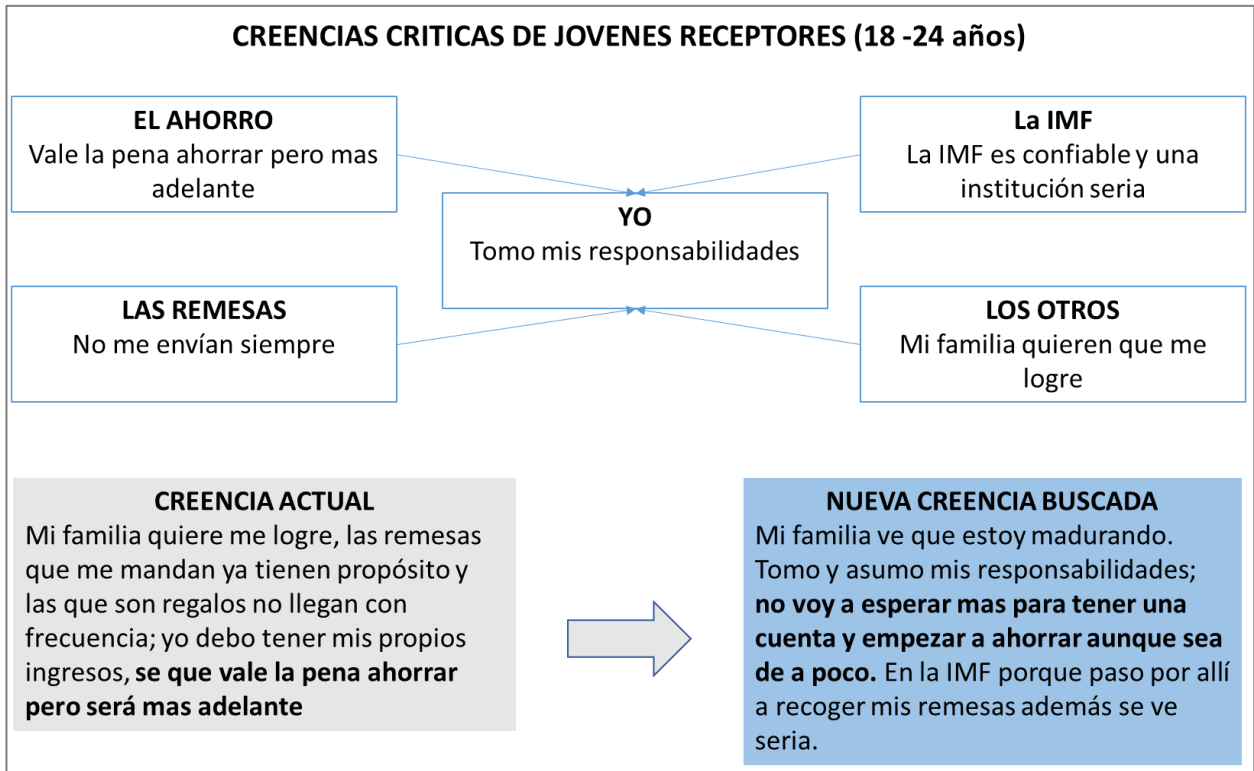 CREENCIAS CRITICAS DE JOVENES RECEPTORES (18 -24 años)
EL AHORRO
Vale la pena ahorrar pero mas
adelante
La IMF
La IMF es confiable y una
institución seria
YO
Tomo mis responsabilidades
LAS REMESAS
No me envían siempre
LOS OTROS
Mi familia quieren que me
logre
CREENCIA ACTUAL
Mi familia quiere me logre, las remesas
que me mandan ya tienen propósito y
las que son regalos no llegan con
frecuencia; yo debo tener mis propios
ingresos, se que vale la pena ahorrar
pero será mas adelante
NUEVA CREENCIA BUSCADA
Mi familia ve que estoy madurando.
Tomo y asumo mis responsabilidades;
no voy a esperar mas para tener una
cuenta y empezar a ahorrar aunque sea
de a poco. En la IMF porque paso por allí
a recoger mis remesas además se ve
seria.